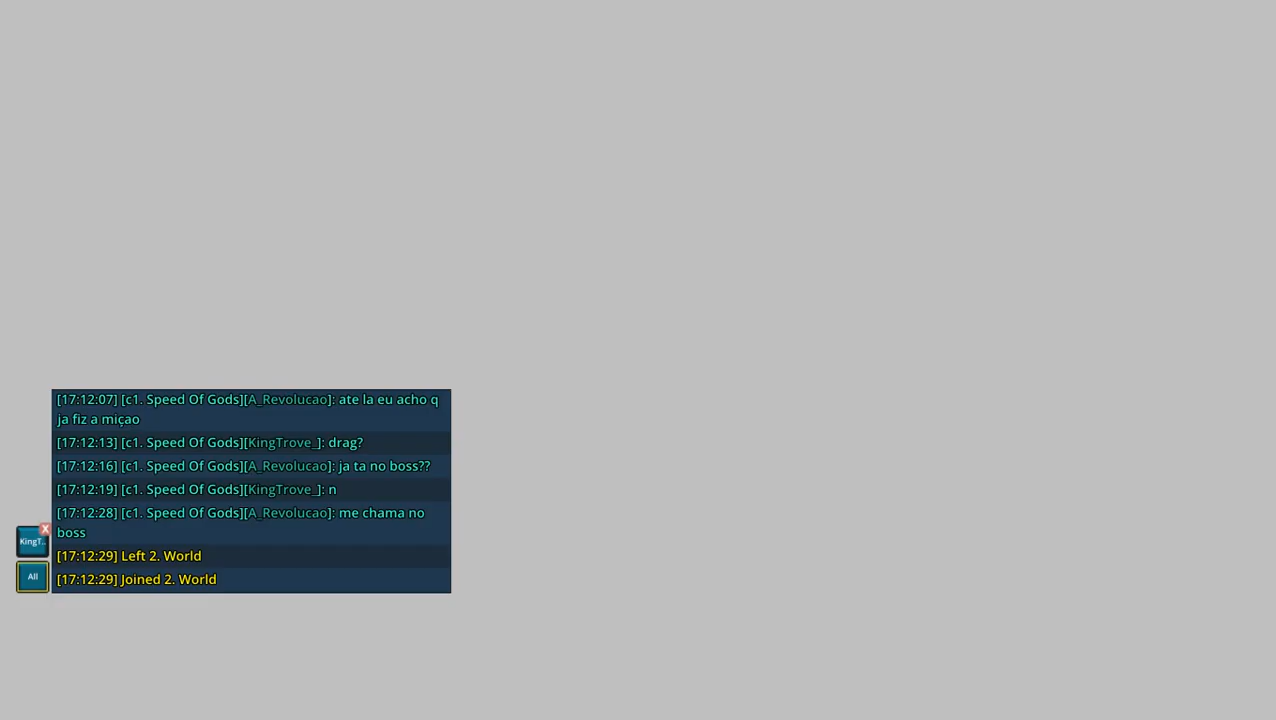 [17:12:07] [c1. Speed Of Gods][A_Revolucao]: ate la eu acho q
ja fiz a miçao
[17:12:13] [c1. Speed Of Gods][KingTrove_]: drag?
[17:12:16] [c1. Speed Of Gods][A_Revolucao]: ja ta no boss??
[17:12:19] [c1. Speed Of Gods][KingTrove_]: n
[17:12:28] [c1. Speed Of Gods][A_Revolucao]: me chama no
boss
X
KingT..
[17:12:29] Left 2. World
All
[17:12:29] Joined 2. World